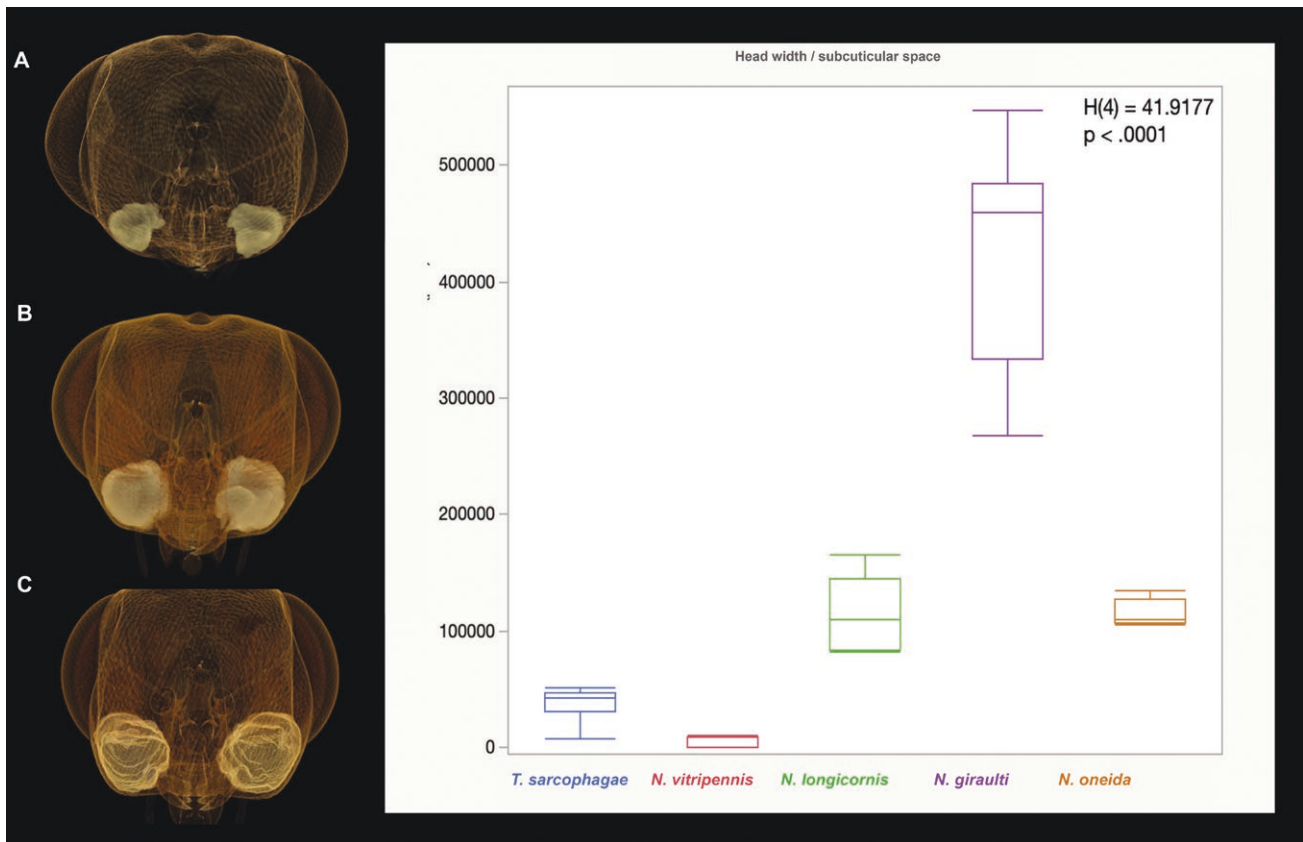 A
B
C
Head width / subcuticular space
H(4) = 41.9177
p < .0001
500000
400000
300000
200000
100000
0
T. sarcophagae N. vitripennis N. longicornis N. giraulti N. oneida